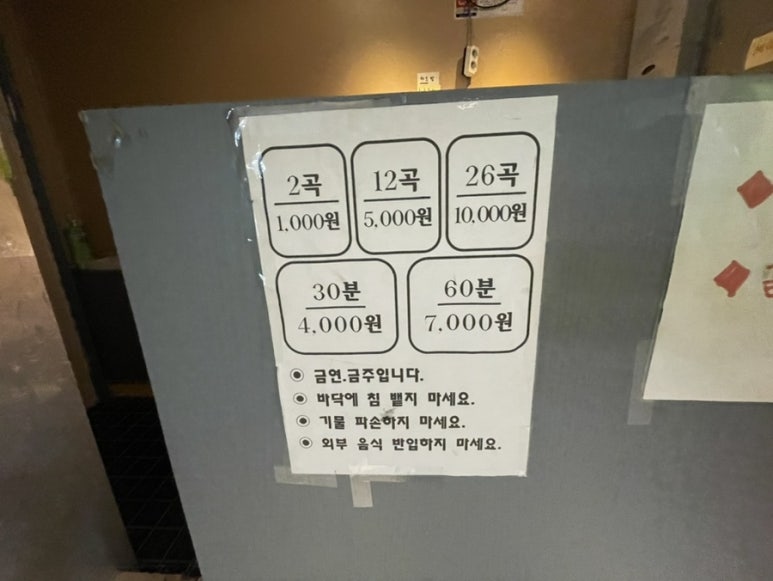 2곡
1,000원
12곡
5,000원
26곡
10,000원
30분
4,000원
60분
7,000원
금연.금주입니다.
바닥에 침 뱉지 마세요.
기물 파손하지 마세요.
외부 음식 반입하지 마세요.